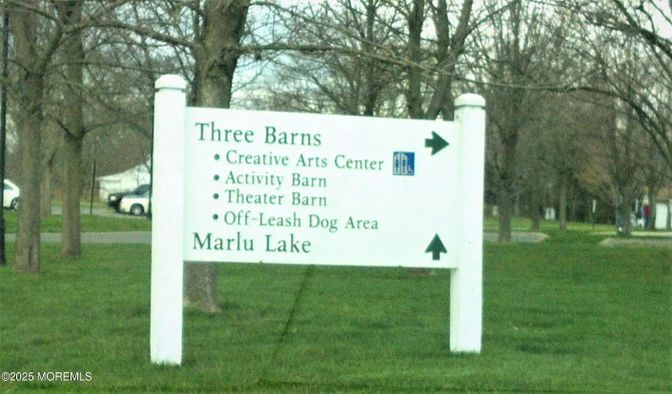 Three Barns
• Creative Arts Center
• Activity Barn
• Theater Barn
• Off-Leash Dog Area
Marlu Lake
©2025 MOREMLS